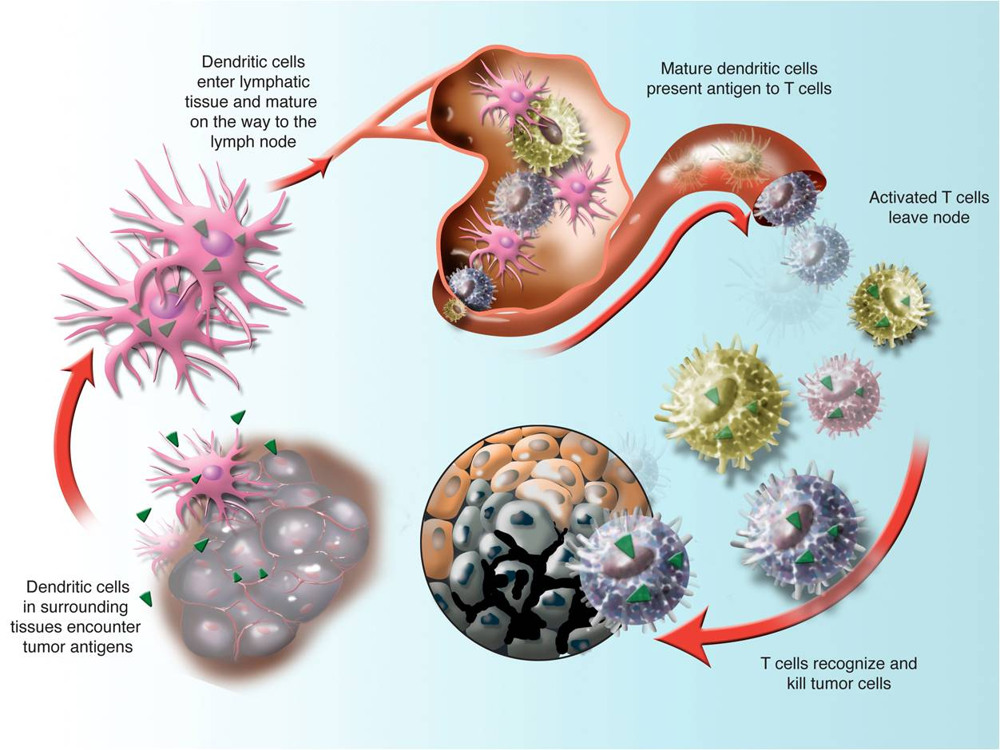 Dendritic cells
enter lymphatic
tissue and mature
on the way to the
lymph node
Mature dendritic cells
present antigen to T cells
Activated T cells
leave node
Dendritic cells
in surrounding
tissues encounter
tumor antigens
T cells recognize and
kill tumor cells